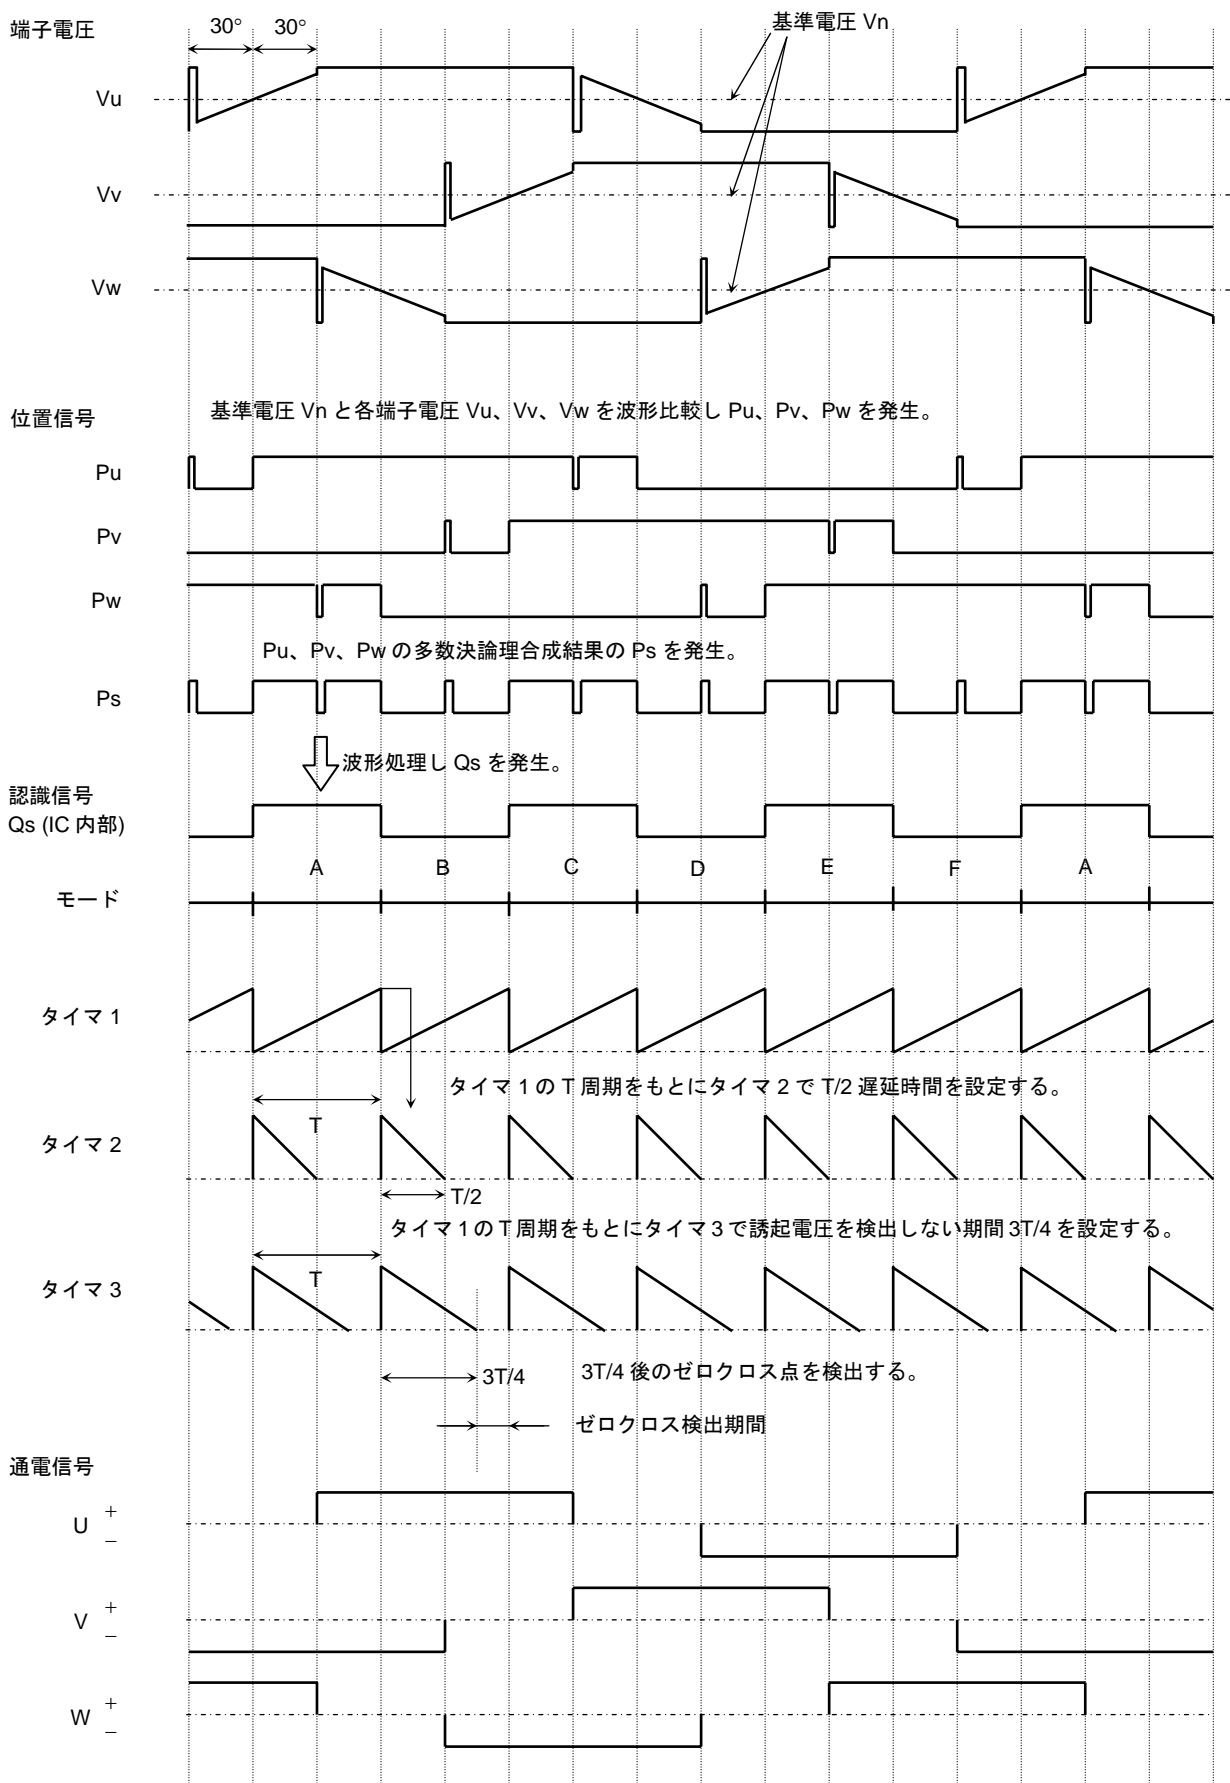 端子電圧
30° 30°
基準電圧 Vn
Vu
Vv
Vw
位置信号
基準電圧 Vn と各端子電圧 Vu、Vv、Vw を波形比較し Pu、Pv、Pw を発生。
Pu
Pv
Pw
Pu、Pv、Pw の多数決論理合成結果の Ps を発生。
Ps
波形処理し Qs を発生。
認識信号
Qs (IC 内部)
A B C D E F A
モード
タイマ 1
タイマ 1 の T 周期をもとにタイマ 2 で T/2 遅延時間を設定する。
T
タイマ 2
T/2
タイマ 1 の T 周期をもとにタイマ 3 で誘起電圧を検出しない期間 3T/4 を設定する。
T
タイマ 3
3T/4
3T/4 後のゼロクロス点を検出する。
ゼロクロス検出期間
通電信号
U + −
V + −
W + −